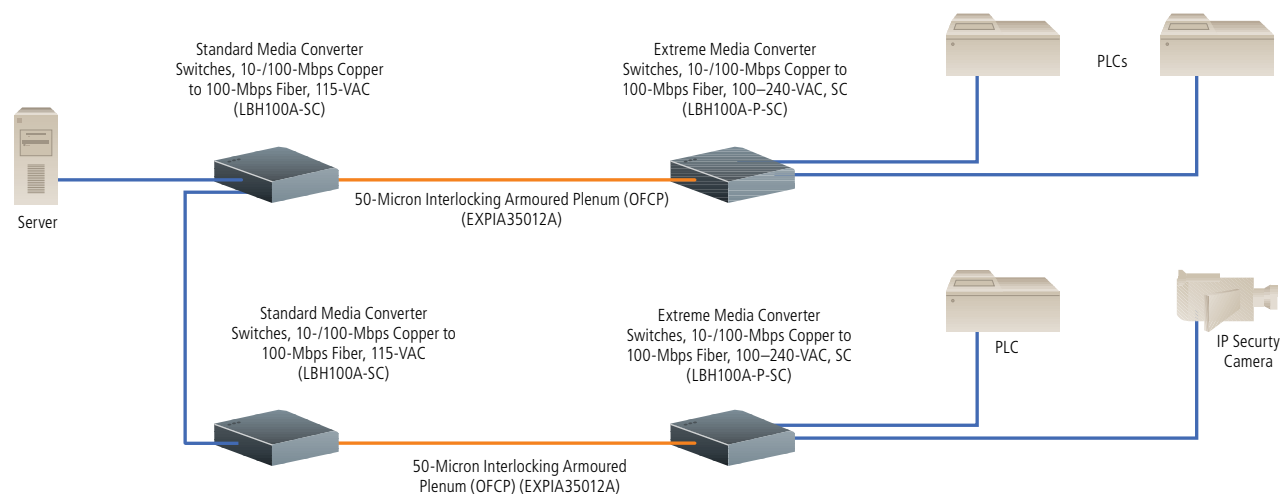 Standard Media Converter
Switches, 10-/100-Mbps Copper
to 100-Mbps Fiber, 115-VAC
(LBH100A-SC)
Extreme Media Converter
Switches, 10-/100-Mbps Copper to
100-Mbps Fiber, 100–240-VAC, SC
(LBH100A-P-SC)
PLCs
Server
50-Micron Interlocking Armoured Plenum (OFCP)
(EXPIA35012A)
Standard Media Converter
Switches, 10-/100-Mbps Copper to
100-Mbps Fiber, 115-VAC
(LBH100A-SC)
Extreme Media Converter
Switches, 10-/100-Mbps Copper to
100-Mbps Fiber, 100–240-VAC, SC
(LBH100A-P-SC)
PLC
IP Securty
Camera
50-Micron Interlocking Armoured
Plenum (OFCP) (EXPIA35012A)